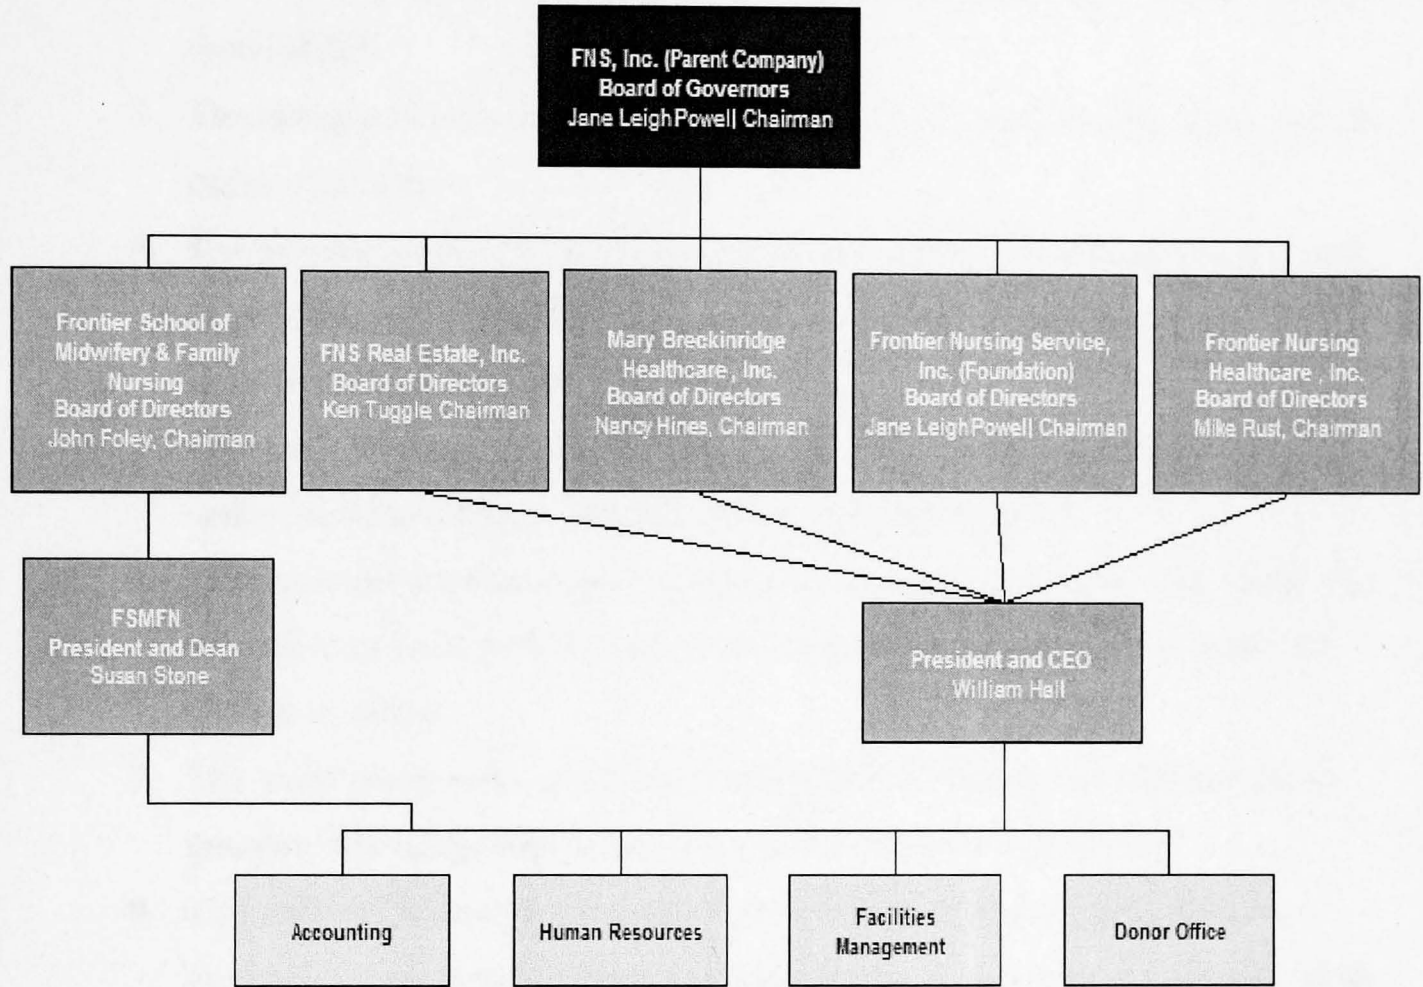 FNS, Inc. (Parent Company)
Board of Governors
Jane Leigh Powell Chairman
Frontier School of
Midwifery & Family
Nursing
Board of Directors
John Foley, Chairman
FNS Real Estate, Inc.
Board of Directors
Ken Tuggle, Chairman
Mary Breckinridge
Healthcare, Inc.
Board of Directors
Nancy Hines, Chairman
Frontier Nursing Service,
Inc. (Foundation)
Board of Directors
Jane Leigh Powell Chairman
Frontier Nursing
Healthcare, Inc.
Board of Directors
Mike Rust, Chairman
FSMFN
President and Dean
Susan Stone
President and CEO
William Hall
Accounting
Human Resources
Facilities
Management
Donor Office